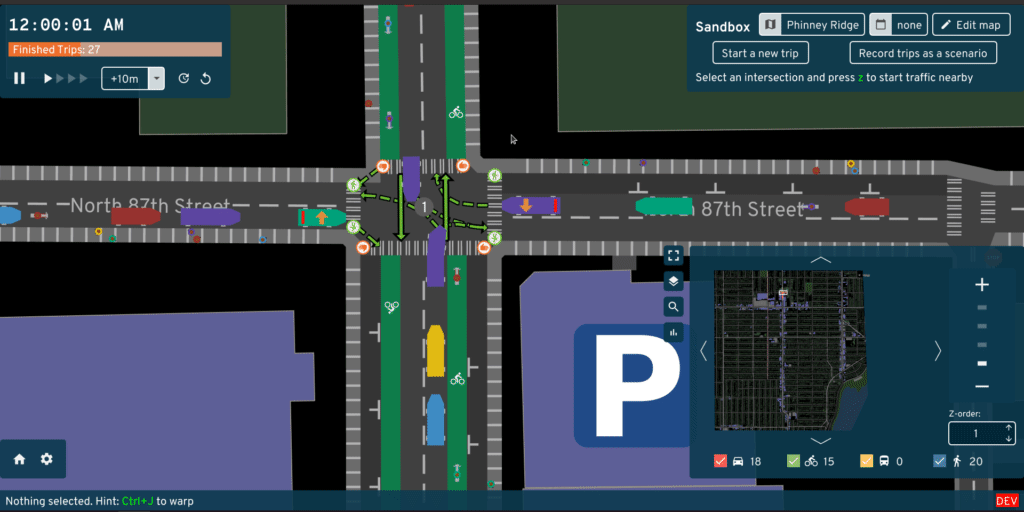 12:00:01 AM
Finished Trips: 27
+10m
Sandbox
Phinney Ridge
none
Edit map
Start a new trip
Record trips as a scenario
Select an intersection and press z to start traffic nearby
North 87th Street
1
87th Street
P
Z-order:
1
18
15
0
20
Nothing selected. Hint: Ctrl+J to warp
DEV